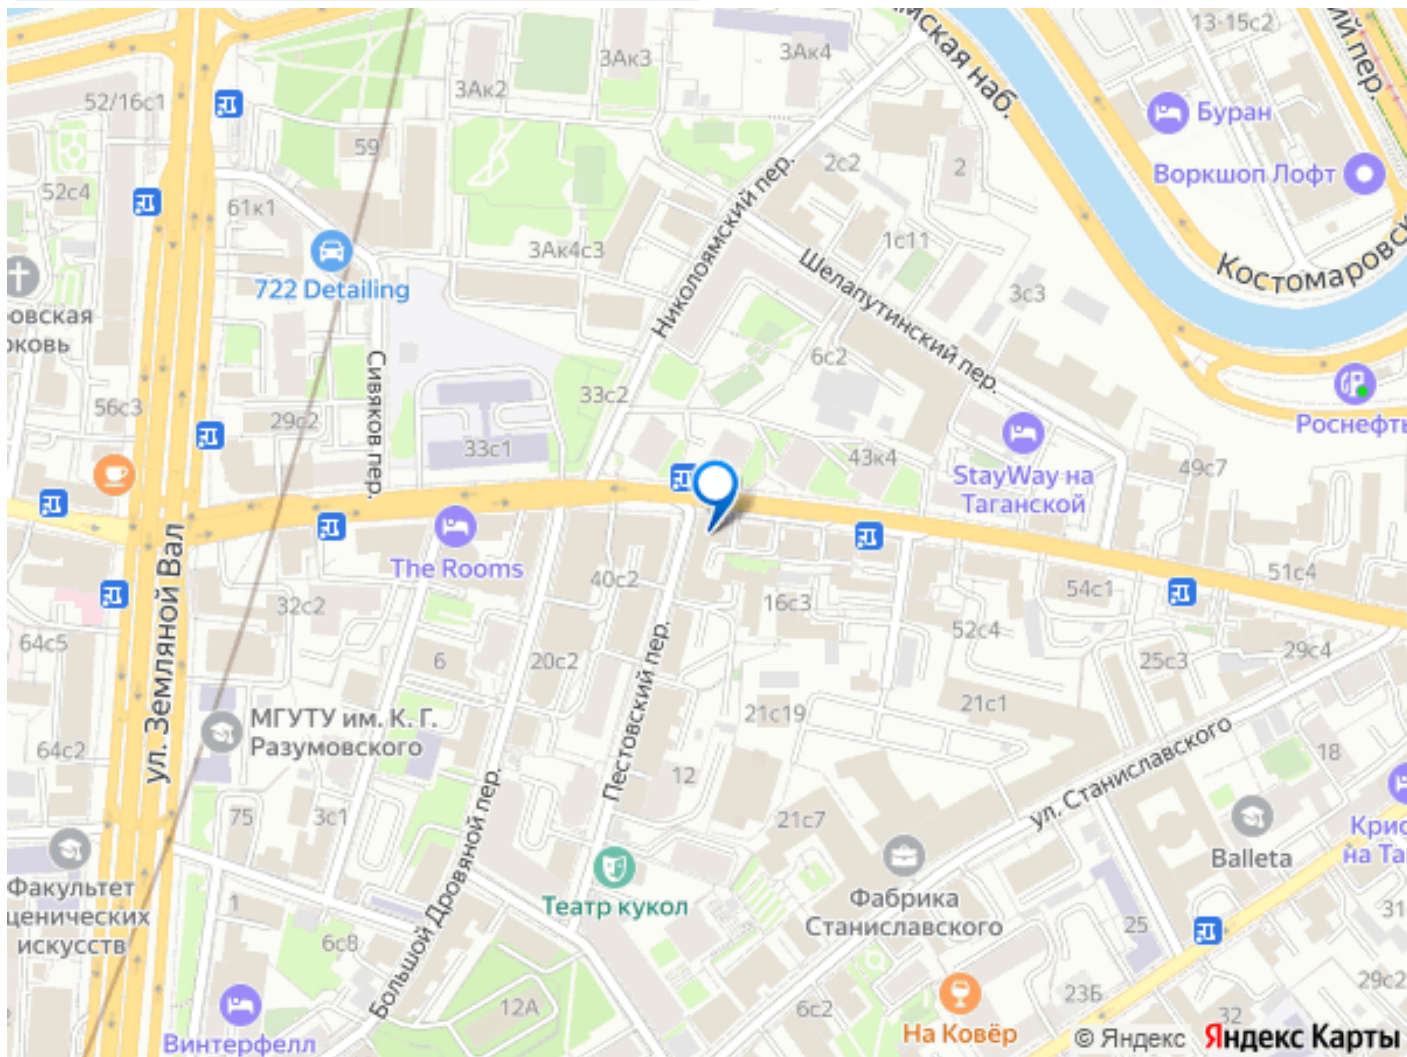 13-15с2
3Ак3
3Ак4
3Ак2
52/16с1
Буран
59
2с2
2
Воркшоп Лофт
52с4
61к1
Николоямский пер.
3Ак4с3
1с11
Костомаровск
722 Detailing
Шелапутинский пер.
3с3
овская
рковь
Сивяков пер.
6с2
33с2
56с3
29с2
Роснефть
33с1
43к4
49с7
StayWay на
Таганской
The Rooms
40с2
51с4
54с1
32с2
16с3
64с5
ул. Земляной Вал
52с4
6
20с2
25с3
29с4
Пестовский пер.
21с1
МГУТУ им. К. Г.
Разумовского
21с19
64с2
18
12
ул. Станиславского
75
3с1
21с7
Balleta
Крис
на Та
Факультет
ценических
искусств
Большой Дровяной пер.
Театр кукол
Фабрика
Станиславского
1
6с8
25
31
29с2
12А
6с2
23Б
32
Винтерфелл
На Ковёр
© Яндекс Яндекс Карты
ская наб.
ий пер.